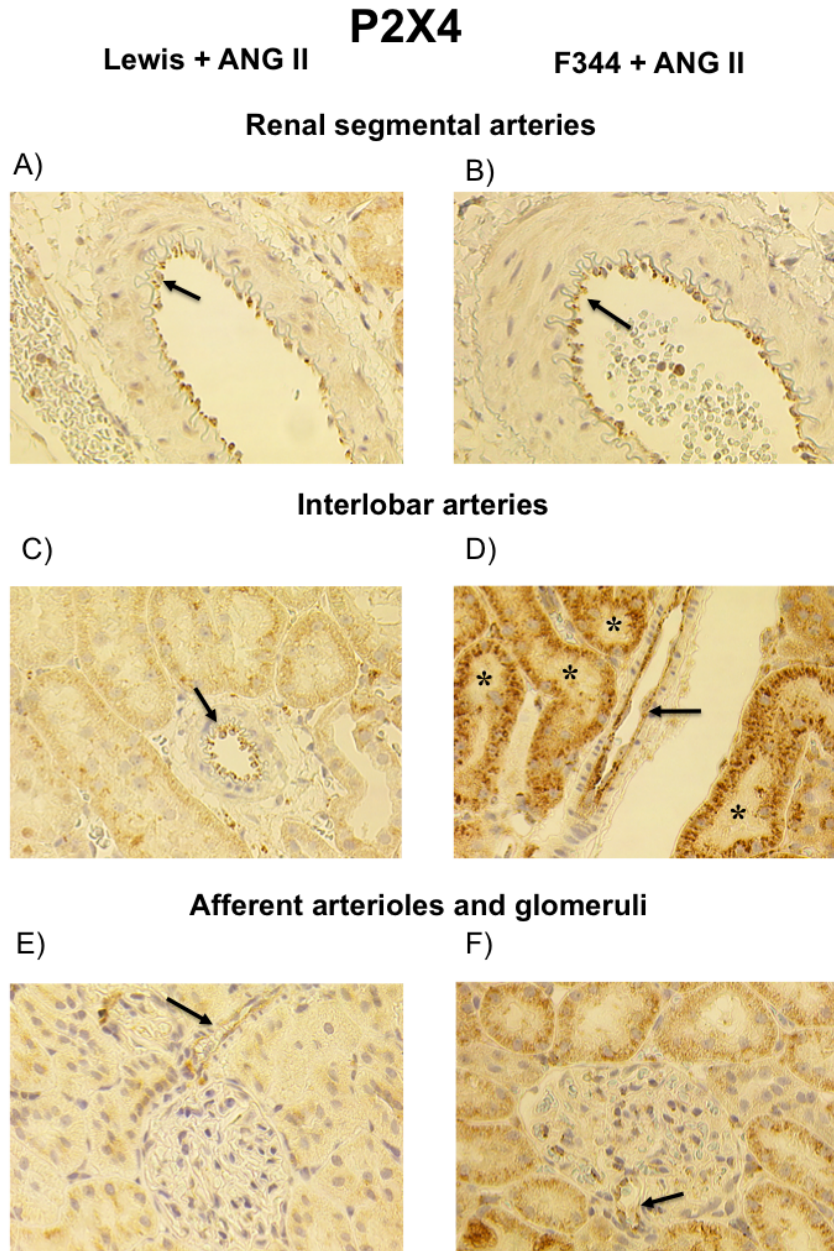 P2X4
Lewis + ANG II
F344 + ANG II
Renal segmental arteries
A)
B)
Interlobar arteries
C)
D)
*
*
*
*
Afferent arterioles and glomeruli
E)
F)